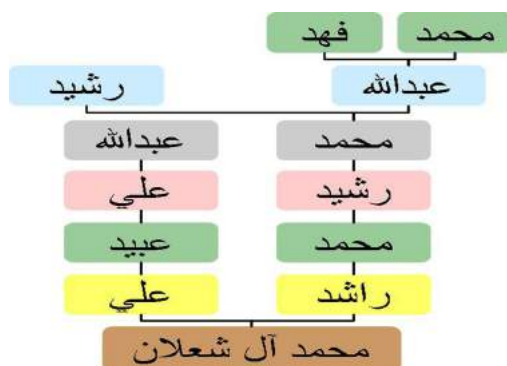 محمد فهد
عبدالله رشيد
محمد عبدالله
رشيد علي
محمد عبيد
راشد علي
محمد آل شعلان